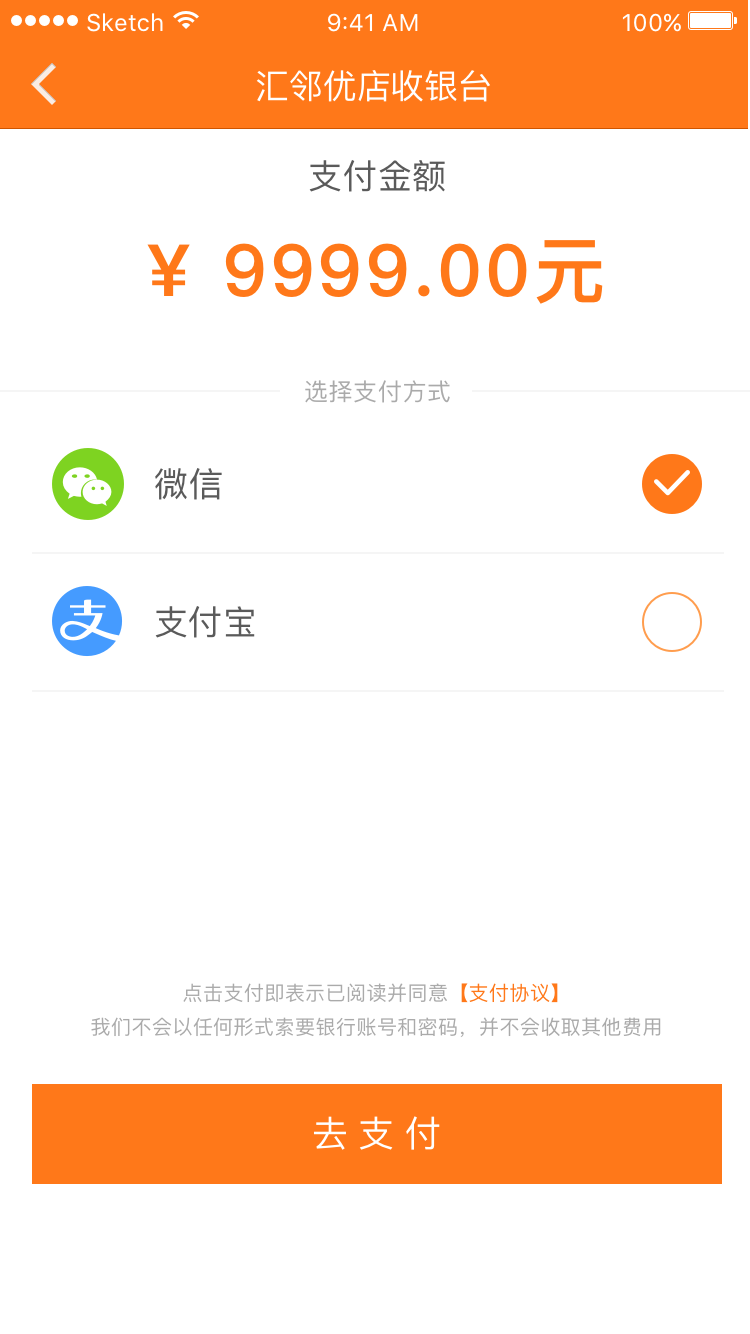 Sketch 9:41 AM 100%
汇邻优店收银台
支付金额
¥ 9999.00元
选择支付方式
微信
支付宝
点击支付即表示已阅读并同意【支付协议】
我们不会以任何形式索要银行账号和密码，并不会收取其他费用
去支付